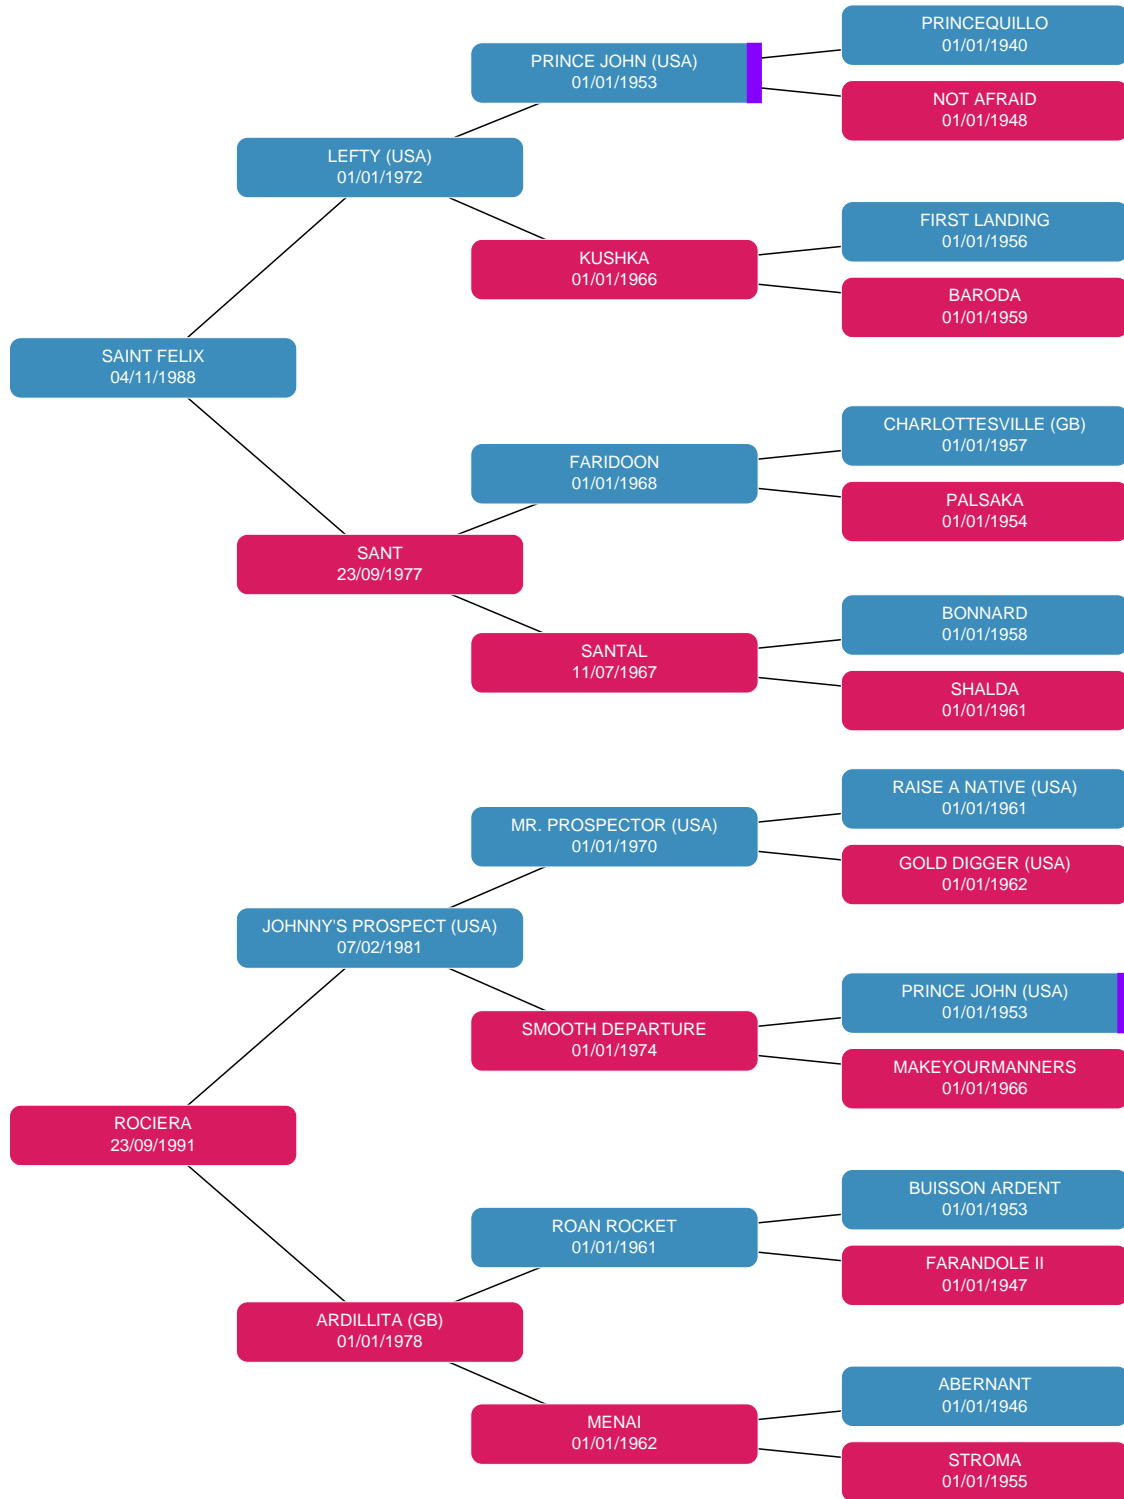 PRINCEQUILLO
01/01/1940
PRINCE JOHN (USA)
01/01/1953
NOT AFRAID
01/01/1948
LEFTY (USA)
01/01/1972
FIRST LANDING
01/01/1956
KUSHKA
01/01/1966
BARODA
01/01/1959
SAINT FELIX
04/11/1988
CHARLOTTESVILLE (GB)
01/01/1957
FARIDOON
01/01/1968
PALSAKA
01/01/1954
SANT
23/09/1977
BONNARD
01/01/1958
SANTAL
11/07/1967
SHALDA
01/01/1961
RAISE A NATIVE (USA)
01/01/1961
MR. PROSPECTOR (USA)
01/01/1970
GOLD DIGGER (USA)
01/01/1962
JOHNNY'S PROSPECT (USA)
07/02/1981
PRINCE JOHN (USA)
01/01/1953
SMOOTH DEPARTURE
01/01/1974
MAKEYOURMANNERS
01/01/1966
ROCIERA
23/09/1991
BUISSON ARDENT
01/01/1953
ROAN ROCKET
01/01/1961
FARANDOLE II
01/01/1947
ARDILLITA (GB)
01/01/1978
ABERNANT
01/01/1946
MENAI
01/01/1962
STROMA
01/01/1955